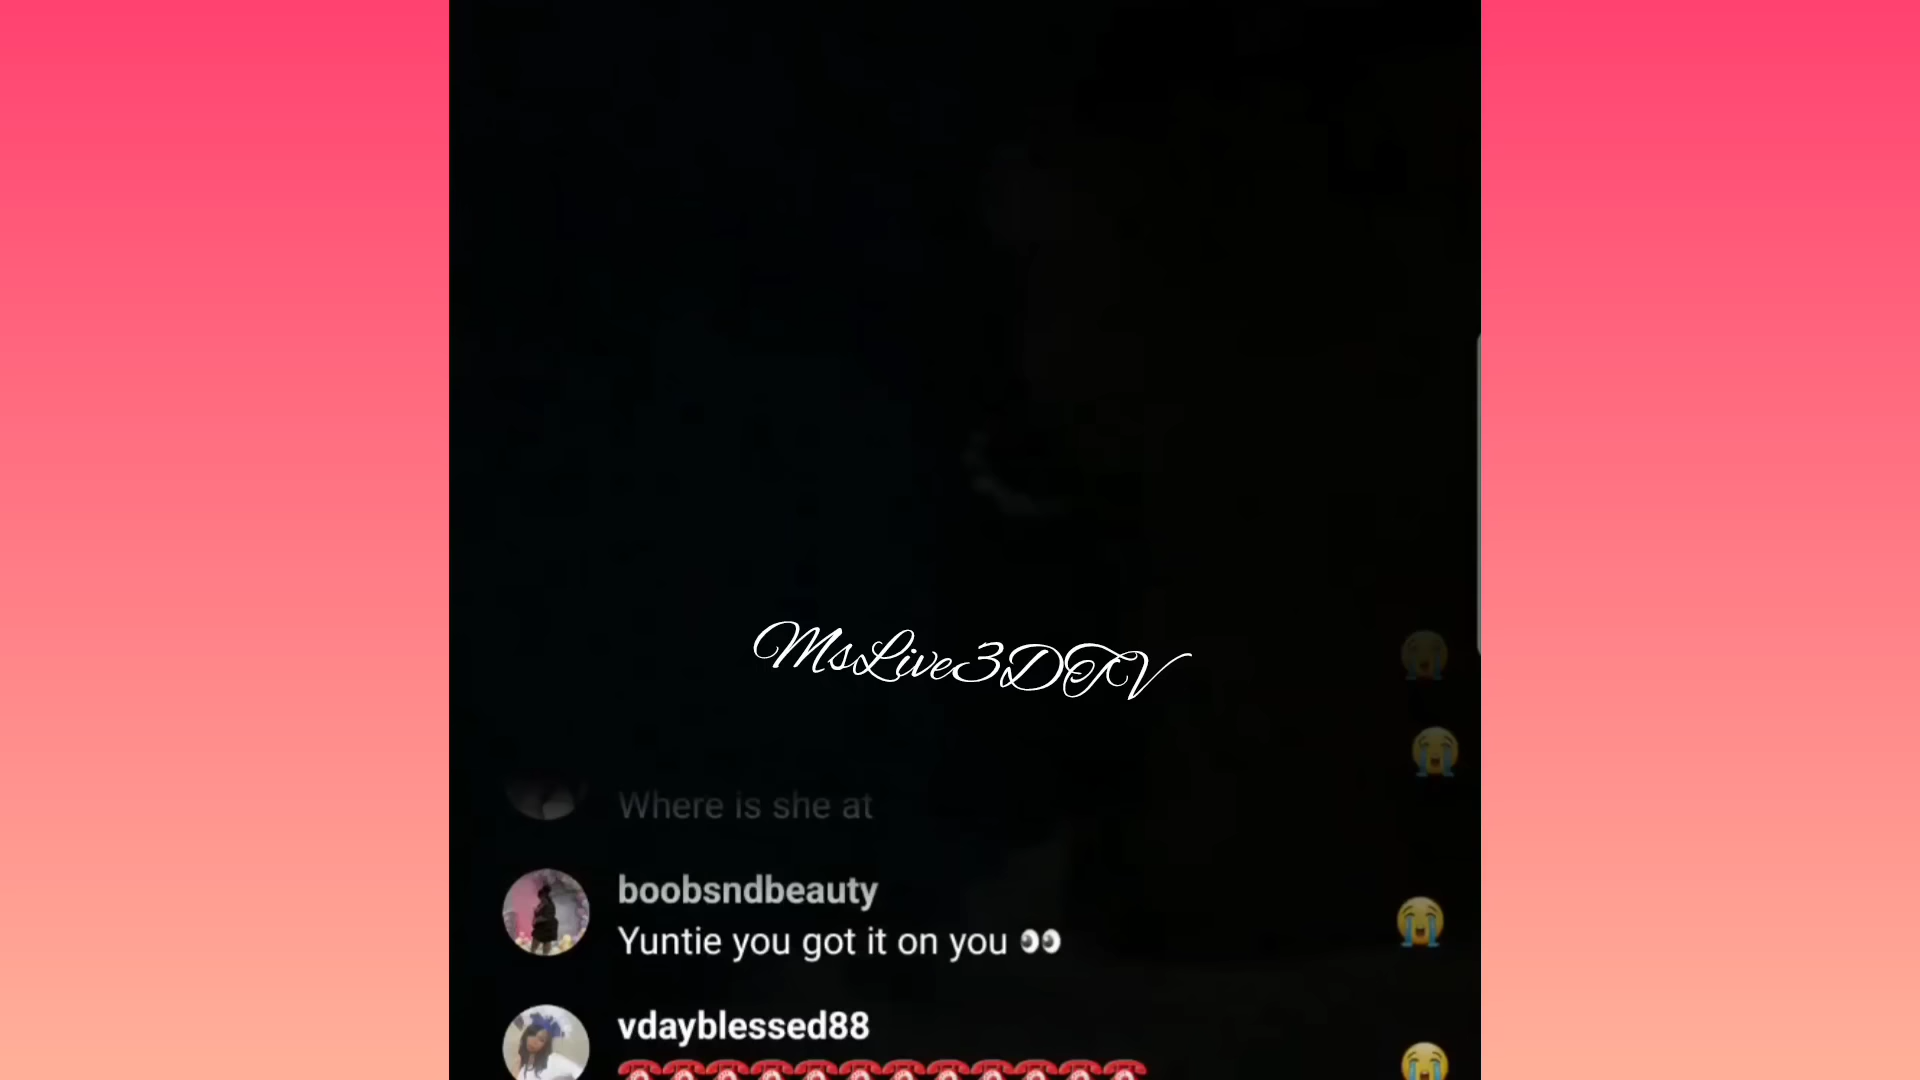 MsLive3DTV
Where is she at
boobsndbeauty
Yuntie you got it on you 👀
vdayblessed88
☎️☎️☎️☎️☎️☎️☎️☎️☎️☎️☎️☎️